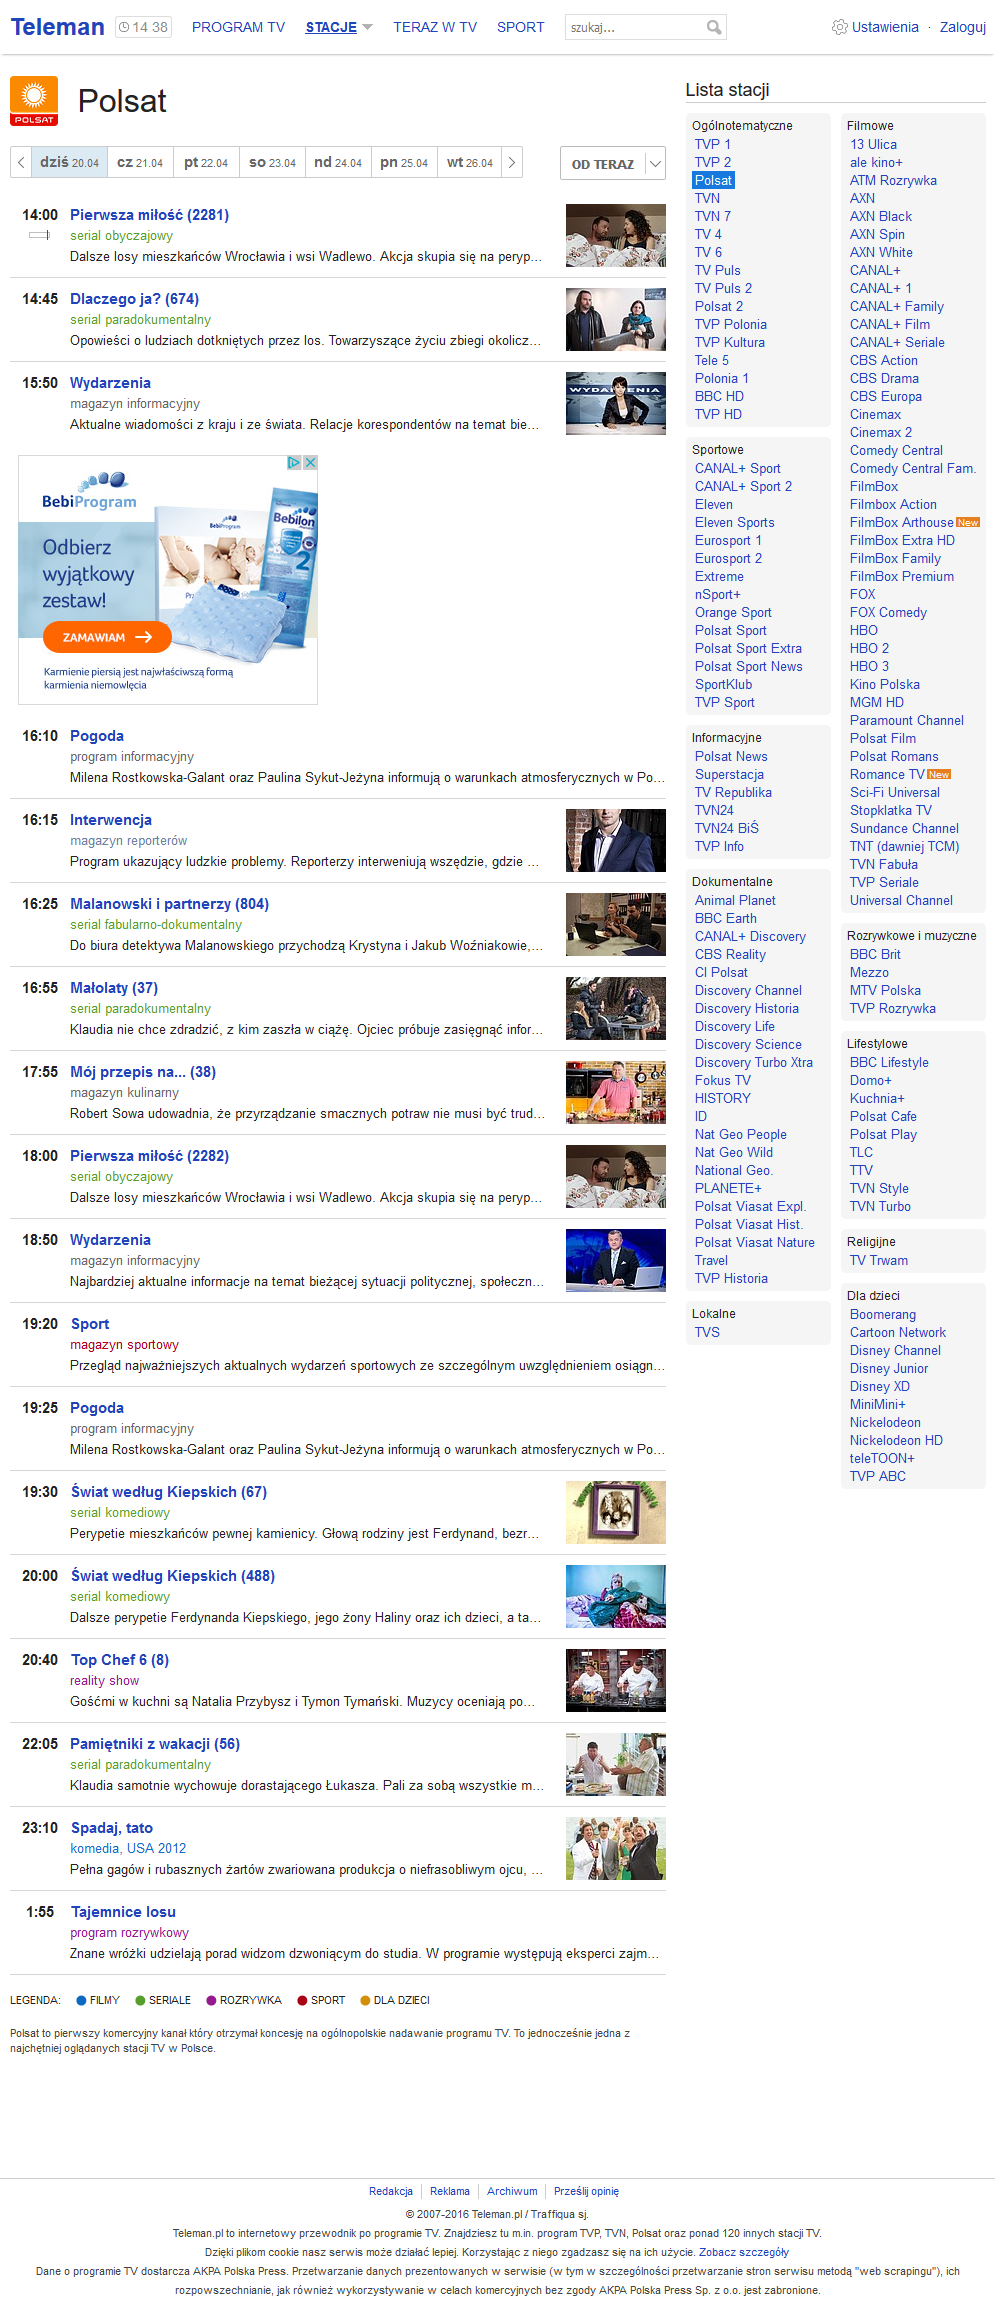 Teleman 14 38 PROGRAM TV STACJE TERAZ W TV SPORT szukaj... Ustawienia · Zaloguj
POLSAT
Polsat
dziś 20.04 cz 21.04 pt 22.04 so 23.04 nd 24.04 pn 25.04 wt 26.04 OD TERAZ
14:00 Pierwsza miłość (2281)
serial obyczajowy
Dalsze losy mieszkańców Wrocławia i wsi Wadlewo. Akcja skupia się na peryp...
14:45 Dlaczego ja? (674)
serial paradokumentalny
Opowieści o ludziach dotkniętych przez los. Towarzyszące życiu zbiegi okolicz...
15:50 Wydarzenia
magazyn informacyjny
Aktualne wiadomości z kraju i ze świata. Relacje korespondentów na temat bie...
WYDARZENIA
BebiProgram
BebiProgram
Bebilon
2
Odbierz
wyjątkowy
zestaw!
ZAMAWIAM
Karmienie piersią jest najwłaściwszą formą
karmienia niemowlęcia
16:10 Pogoda
program informacyjny
Milena Rostkowska-Galant oraz Paulina Sykut-Jeżyna informują o warunkach atmosferycznych w Po...
16:15 Interwencja
magazyn reporterów
Program ukazujący ludzkie problemy. Reporterzy interweniują wszędzie, gdzie ...
16:25 Malanowski i partnerzy (804)
serial fabularno-dokumentalny
Do biura detektywa Malanowskiego przychodzą Krystyna i Jakub Woźniakowie,...
16:55 Małolaty (37)
serial paradokumentalny
Klaudia nie chce zdradzić, z kim zaszła w ciążę. Ojciec próbuje zasięgnąć infor...
17:55 Mój przepis na... (38)
magazyn kulinarny
Robert Sowa udowadnia, że przyrządzanie smacznych potraw nie musi być trud...
18:00 Pierwsza miłość (2282)
serial obyczajowy
Dalsze losy mieszkańców Wrocławia i wsi Wadlewo. Akcja skupia się na peryp...
18:50 Wydarzenia
magazyn informacyjny
Najbardziej aktualne informacje na temat bieżącej sytuacji politycznej, społeczn...
19:20 Sport
magazyn sportowy
Przegląd najważniejszych aktualnych wydarzeń sportowych ze szczególnym uwzględnieniem osiągn...
19:25 Pogoda
program informacyjny
Milena Rostkowska-Galant oraz Paulina Sykut-Jeżyna informują o warunkach atmosferycznych w Po...
19:30 Świat według Kiepskich (67)
serial komediowy
Perypetie mieszkańców pewnej kamienicy. Głową rodziny jest Ferdynand, bezr...
20:00 Świat według Kiepskich (488)
serial komediowy
Dalsze perypetie Ferdynanda Kiepskiego, jego żony Haliny oraz ich dzieci, a ta...
20:40 Top Chef 6 (8)
reality show
Gośćmi w kuchni są Natalia Przybysz i Tymon Tymański. Muzycy oceniają po...
22:05 Pamiętniki z wakacji (56)
serial paradokumentalny
Klaudia samotnie wychowuje dorastającego Łukasza. Pali za sobą wszystkie m...
23:10 Spadaj, tato
komedia, USA 2012
Pełna gagów i rubasznych żartów zwariowana produkcja o niefrasobliwym ojcu, ...
1:55 Tajemnice losu
program rozrywkowy
Znane wróżki udzielają porad widzom dzwoniącym do studia. W programie występują eksperci zajm...
LEGENDA: FILMY SERIALE ROZRYWKA SPORT DLA DZIECI
Polsat to pierwszy komercyjny kanał który otrzymał koncesję na ogólnopolskie nadawanie programu TV. To jednocześnie jedna z
najchętniej oglądanych stacji TV w Polsce.
Lista stacji
Ogólnotematyczne
TVP 1
TVP 2
Polsat
TVN
TVN 7
TV 4
TV 6
TV Puls
TV Puls 2
Polsat 2
TVP Polonia
TVP Kultura
Tele 5
Polonia 1
BBC HD
TVP HD
Sportowe
CANAL+ Sport
CANAL+ Sport 2
Eleven
Eleven Sports
Eurosport 1
Eurosport 2
Extreme
nSport+
Orange Sport
Polsat Sport
Polsat Sport Extra
Polsat Sport News
SportKlub
TVP Sport
Informacyjne
Polsat News
Superstacja
TV Republika
TVN24
TVN24 BiŚ
TVP Info
Dokumentalne
Animal Planet
BBC Earth
CANAL+ Discovery
CBS Reality
CI Polsat
Discovery Channel
Discovery Historia
Discovery Life
Discovery Science
Discovery Turbo Xtra
Fokus TV
HISTORY
ID
Nat Geo People
Nat Geo Wild
National Geo.
PLANETE+
Polsat Viasat Expl.
Polsat Viasat Hist.
Polsat Viasat Nature
Travel
TVP Historia
Lokalne
TVS
Filmowe
13 Ulica
ale kino+
ATM Rozrywka
AXN
AXN Black
AXN Spin
AXN White
CANAL+
CANAL+ 1
CANAL+ Family
CANAL+ Film
CANAL+ Seriale
CBS Action
CBS Drama
CBS Europa
Cinemax
Cinemax 2
Comedy Central
Comedy Central Fam.
FilmBox
Filmbox Action
FilmBox Arthouse New
FilmBox Extra HD
FilmBox Family
FilmBox Premium
FOX
FOX Comedy
HBO
HBO 2
HBO 3
Kino Polska
MGM HD
Paramount Channel
Polsat Film
Polsat Romans
Romance TV New
Sci-Fi Universal
Stopklatka TV
Sundance Channel
TNT (dawniej TCM)
TVN Fabuła
TVP Seriale
Universal Channel
Rozrywkowe i muzyczne
BBC Brit
Mezzo
MTV Polska
TVP Rozrywka
Lifestylowe
BBC Lifestyle
Domo+
Kuchnia+
Polsat Cafe
Polsat Play
TLC
TTV
TVN Style
TVN Turbo
Religijne
TV Trwam
Dla dzieci
Boomerang
Cartoon Network
Disney Channel
Disney Junior
Disney XD
MiniMini+
Nickelodeon
Nickelodeon HD
teleTOON+
TVP ABC
Redakcja Reklama Archiwum Prześlij opinię
© 2007-2016 Teleman.pl / Traffiqua sj.
Teleman.pl to internetowy przewodnik po programie TV. Znajdziesz tu m.in. program TVP, TVN, Polsat oraz ponad 120 innych stacji TV.
Dzięki plikom cookie nasz serwis może działać lepiej. Korzystając z niego zgadzasz się na ich użycie. Zobacz szczegóły
Dane o programie TV dostarcza AKPA Polska Press. Przetwarzanie danych prezentowanych w serwisie (w tym w szczególności przetwarzanie stron serwisu metodą "web scrapingu"), ich
rozpowszechnianie, jak również wykorzystywanie w celach komercyjnych bez zgody AKPA Polska Press Sp. z o.o. jest zabronione.